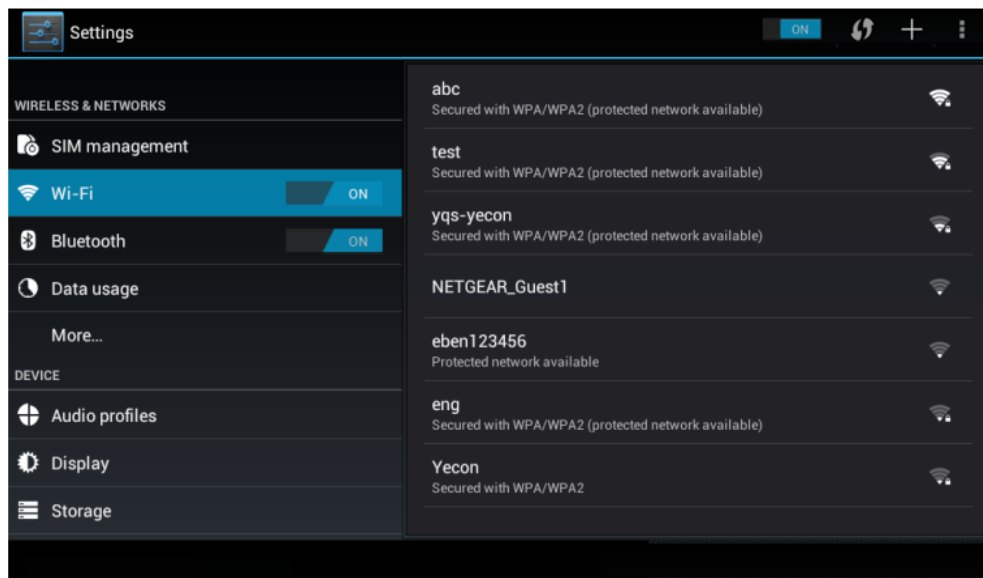 Settings
ON
WIRELESS & NETWORKS
SIM management
Wi-Fi ON
Bluetooth ON
Data usage
More...
DEVICE
Audio profiles
Display
Storage
abc
Secured with WPA/WPA2 (protected network available)
test
Secured with WPA/WPA2 (protected network available)
yqs-yecon
Secured with WPA/WPA2 (protected network available)
NETGEAR_Guest1
eben123456
Protected network available
eng
Secured with WPA/WPA2 (protected network available)
Yecon
Secured with WPA/WPA2